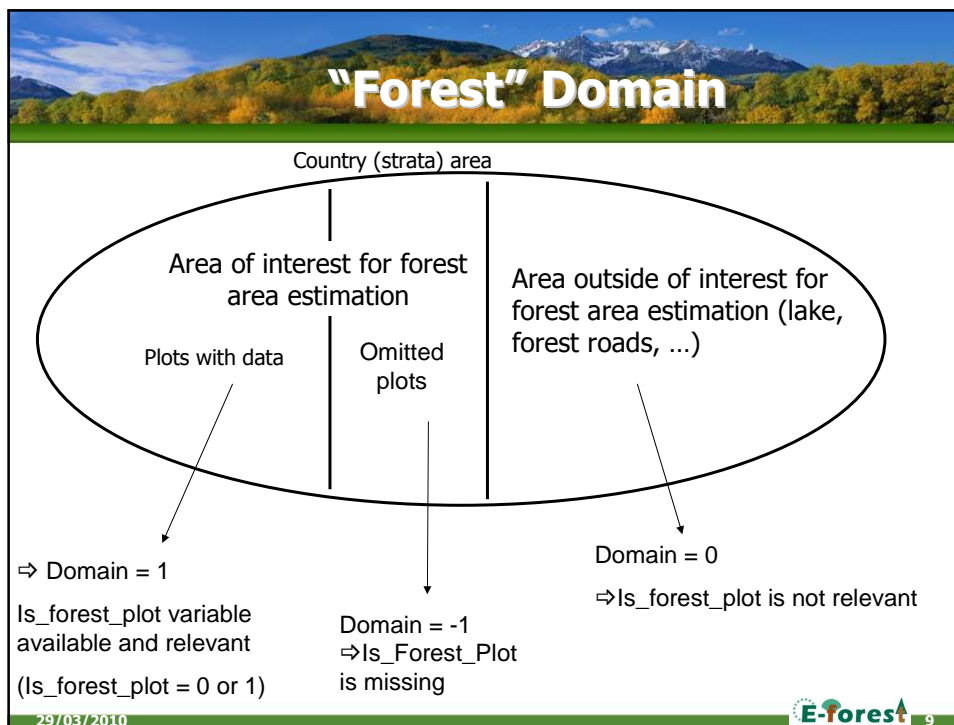 “Forest” Domain
Country (strata) area
Area of interest for forest
area estimation
Area outside of interest for
forest area estimation (lake,
forest roads, …)
Plots with data
Omitted
plots
⇨ Domain = 1
Is_forest_plot variable
available and relevant
(Is_forest_plot = 0 or 1)
Domain = -1
⇨Is_Forest_Plot
is missing
Domain = 0
⇨Is_forest_plot is not relevant
29/03/2010
E-forest
9